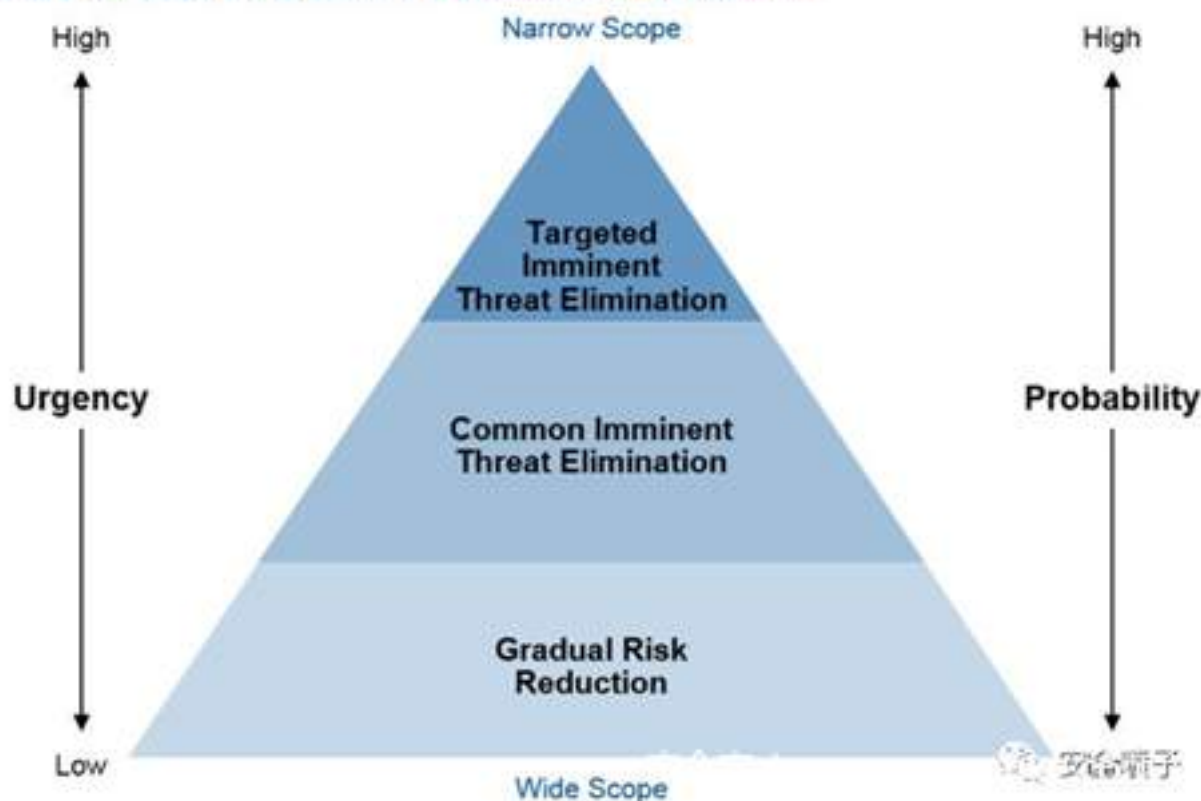 Narrow Scope
High
High
Targeted
Imminent
Threat Elimination
Urgency
Probability
Common Imminent
Threat Elimination
Gradual Risk
Reduction
Low
Wide Scope